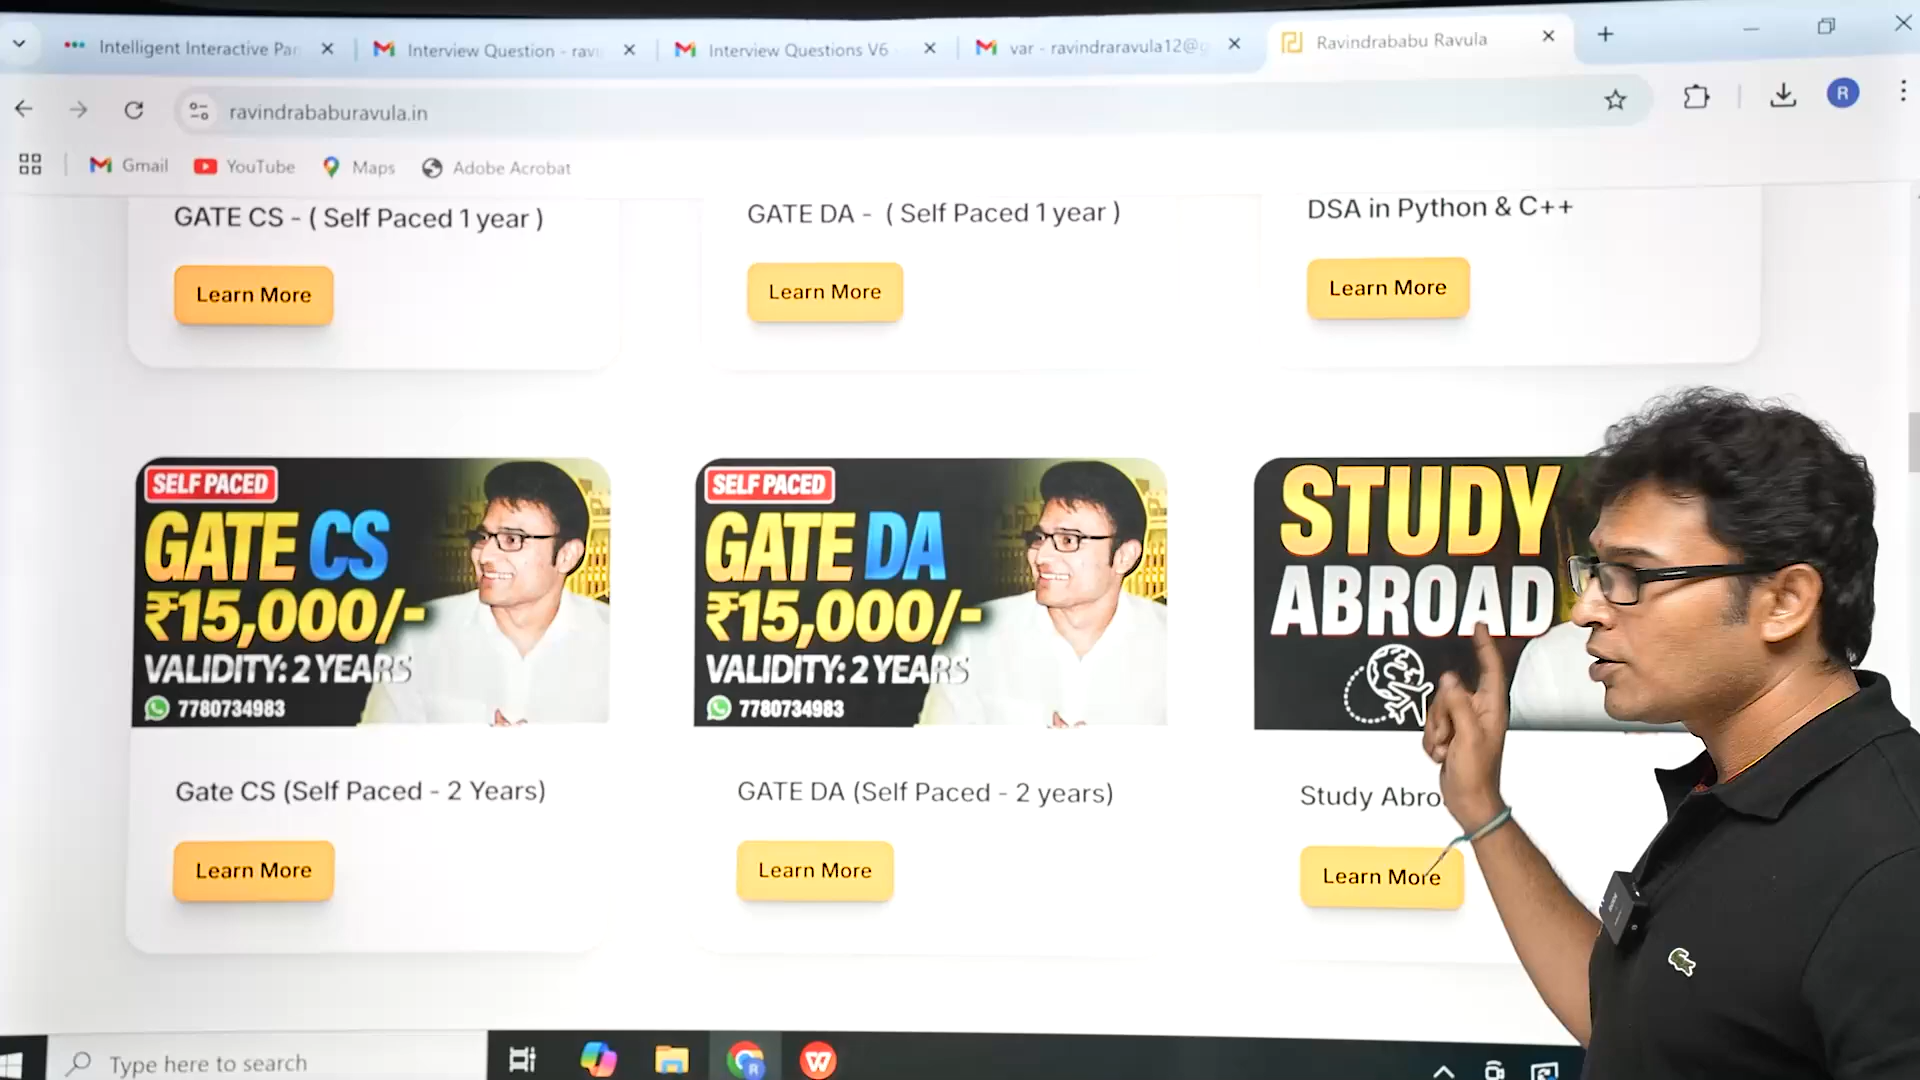 Intelligent Interactive Par
Interview Question - ravi
Interview Questions V6
var - ravindraravula12@g
Ravindrababu Ravula
ravindrababuravula.in
R
Gmail
YouTube
Maps
Adobe Acrobat
GATE CS - ( Self Paced 1 year )
GATE DA - ( Self Paced 1 year )
DSA in Python & C++
Learn More
Learn More
Learn More
SELF PACED
GATE CS
₹15,000/-
VALIDITY: 2 YEARS
7780734983
SELF PACED
GATE DA
₹15,000/-
VALIDITY: 2 YEARS
7780734983
STUDY
ABROAD
Gate CS (Self Paced - 2 Years)
GATE DA (Self Paced - 2 years)
Study Abro
Learn More
Learn More
Learn More
Type here to search